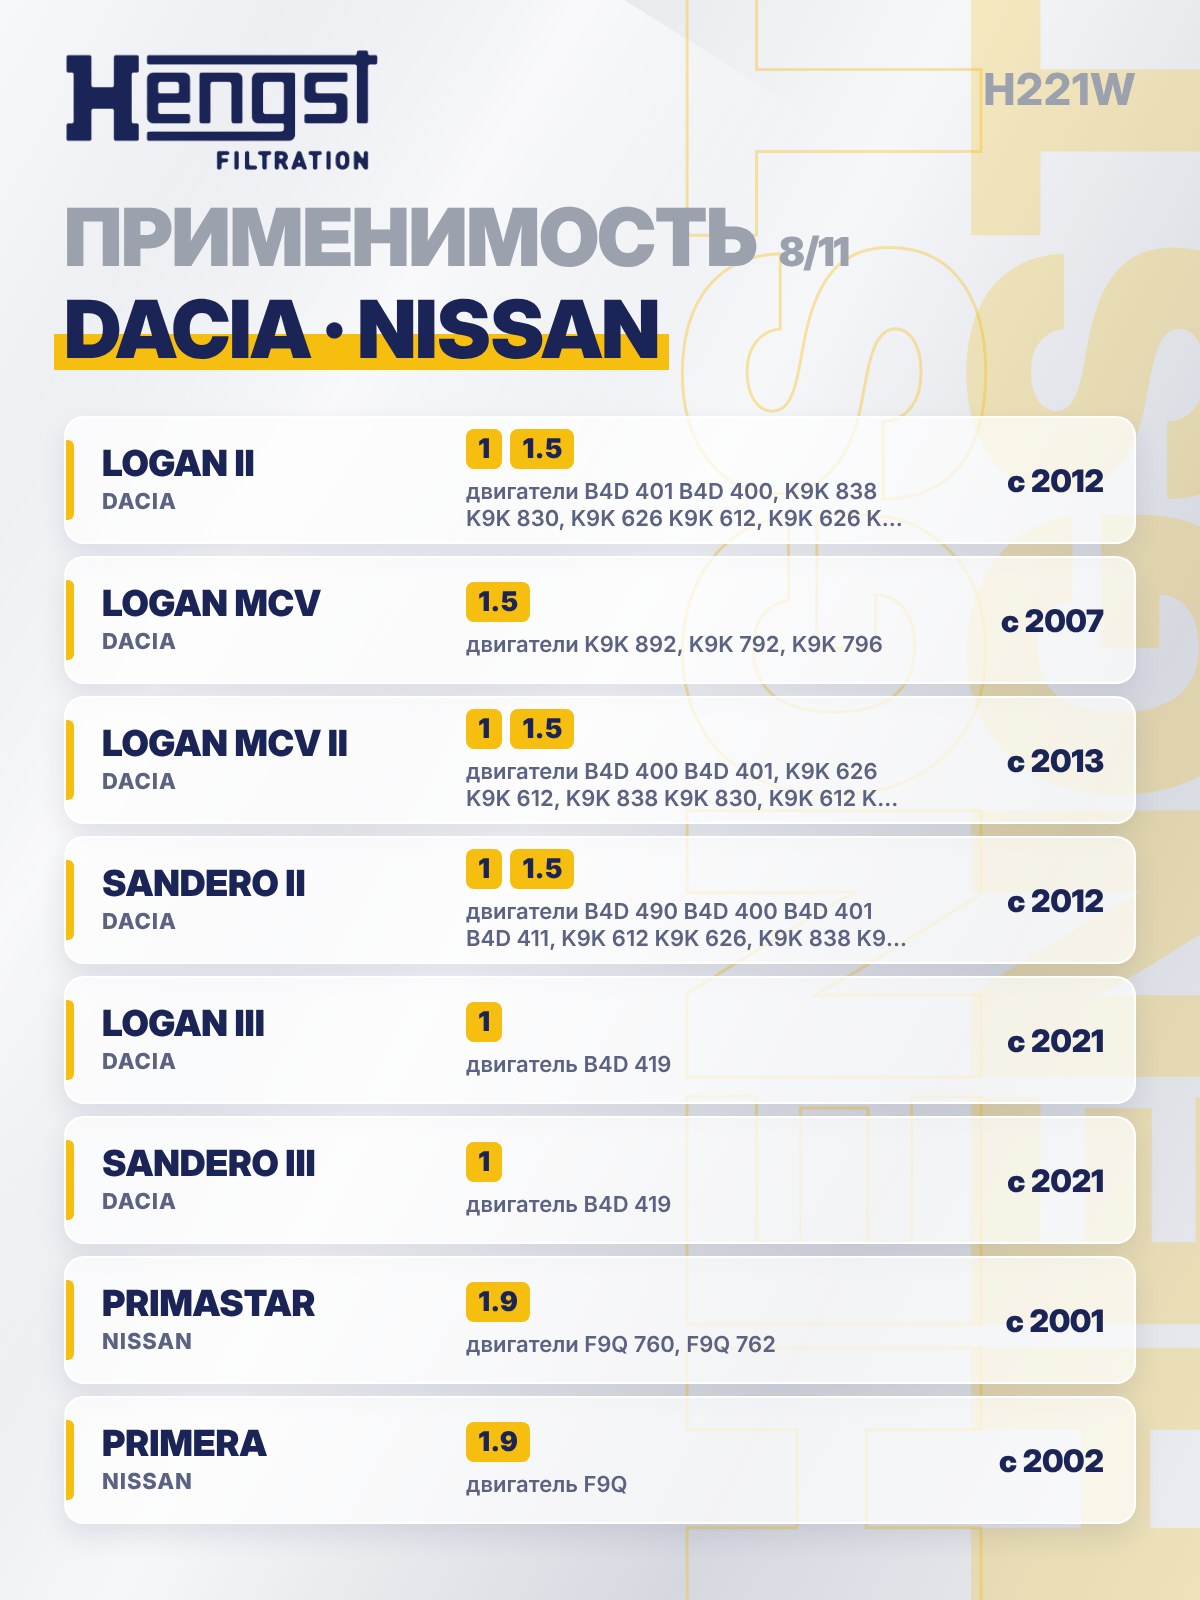 Hengst
FILTRATION
H221W
ПРИМЕНИМОСТЬ 8/11
DACIA · NISSAN
LOGAN II
DACIA
1 1.5
двигатели B4D 401 B4D 400, K9K 838
K9K 830, K9K 626 K9K 612, K9K 626 K...
с 2012
LOGAN MCV
DACIA
1.5
двигатели K9K 892, K9K 792, K9K 796
с 2007
LOGAN MCV II
DACIA
1 1.5
двигатели B4D 400 B4D 401, K9K 626
K9K 612, K9K 838 K9K 830, K9K 612 K...
с 2013
SANDERO II
DACIA
1 1.5
двигатели B4D 490 B4D 400 B4D 401
B4D 411, K9K 612 K9K 626, K9K 838 K9...
с 2012
LOGAN III
DACIA
1
двигатель B4D 419
с 2021
SANDERO III
DACIA
1
двигатель B4D 419
с 2021
PRIMASTAR
NISSAN
1.9
двигатели F9Q 760, F9Q 762
с 2001
PRIMERA
NISSAN
1.9
двигатель F9Q
с 2002
HENGST
HENGST